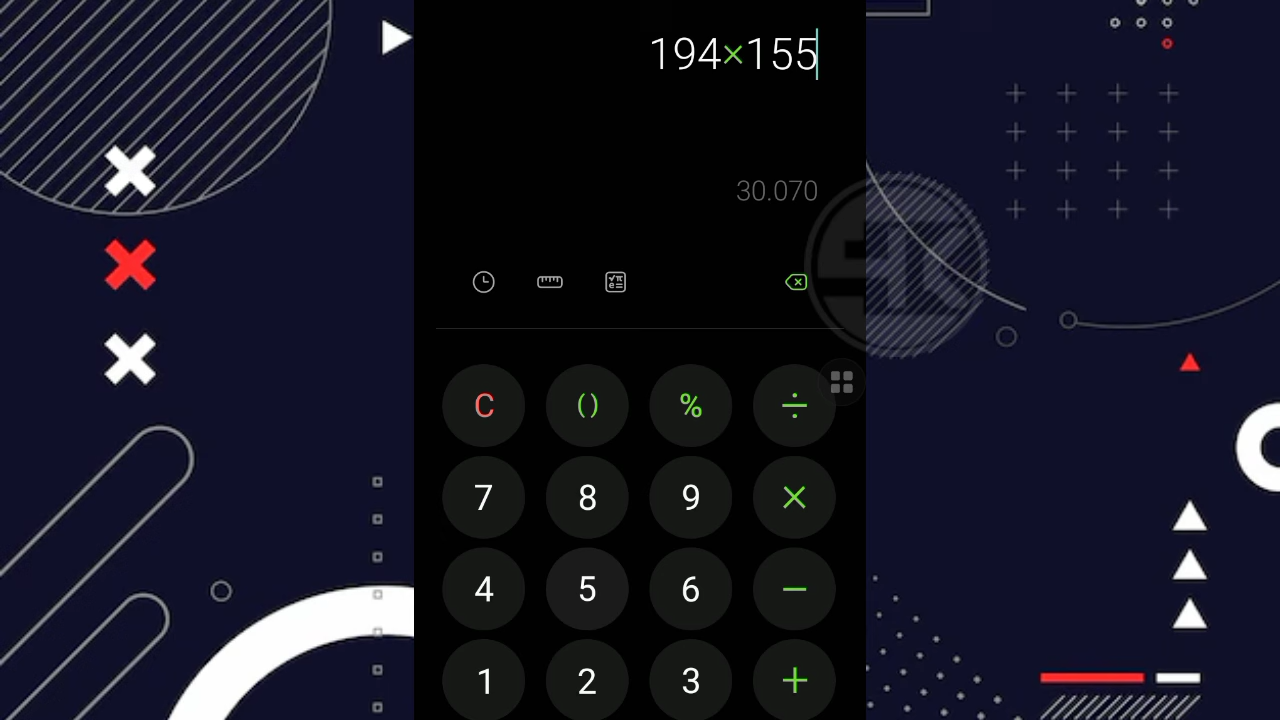 194×155
30.070
C ( ) % ÷
7 8 9 ×
4 5 6 −
1 2 3 +